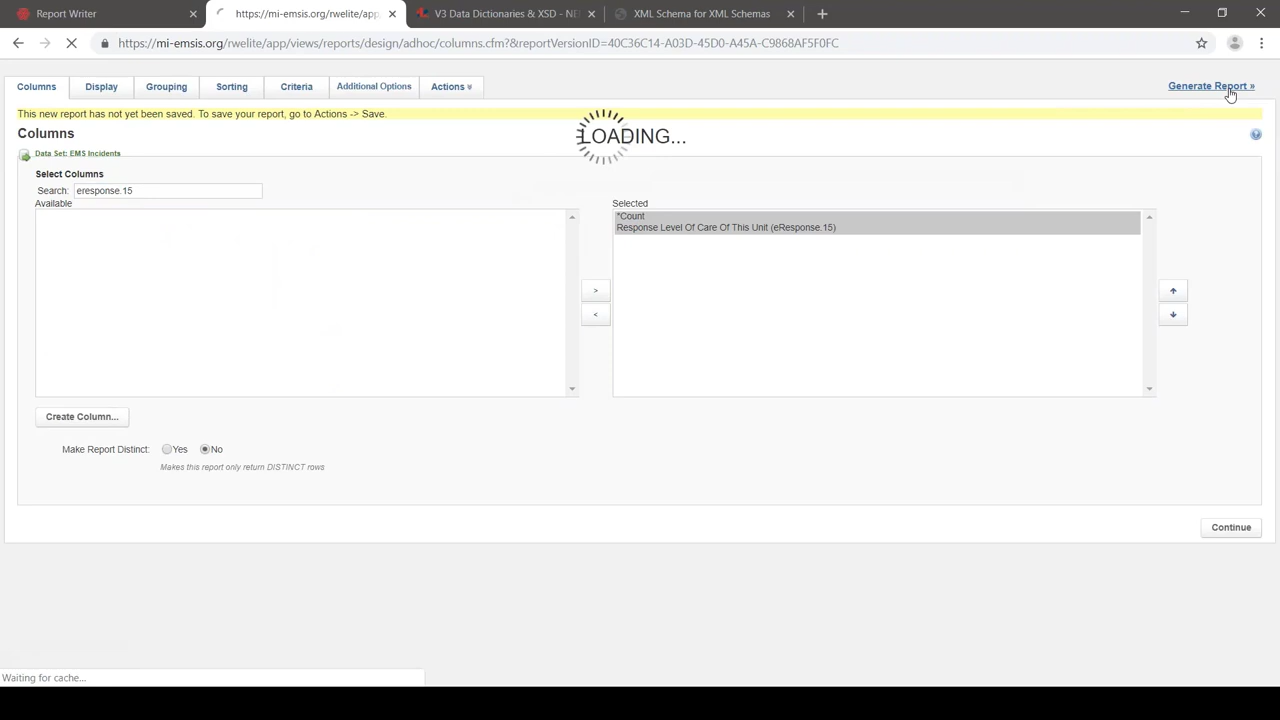 Report Writer
https://mi-emsis.org/rwelite/app
V3 Data Dictionaries & XSD - NE
XML Schema for XML Schemas
https://mi-emsis.org/rwelite/app/views/reports/design/adhoc/columns.cfm?&reportVersionID=40C36C14-A03D-45D0-A45A-C9868AF5F0FC
Columns Display Grouping Sorting Criteria Additional Options Actions Generate Report »
This new report has not yet been saved. To save your report, go to Actions -> Save.
Columns
LOADING...
Data Set: EMS Incidents
Select Columns
Search: eresponse.15
Available
Selected
*Count
Response Level Of Care Of This Unit (eResponse.15)
>
<
Create Column...
Make Report Distinct: Yes No
Makes this report only return DISTINCT rows
Continue
Waiting for cache...